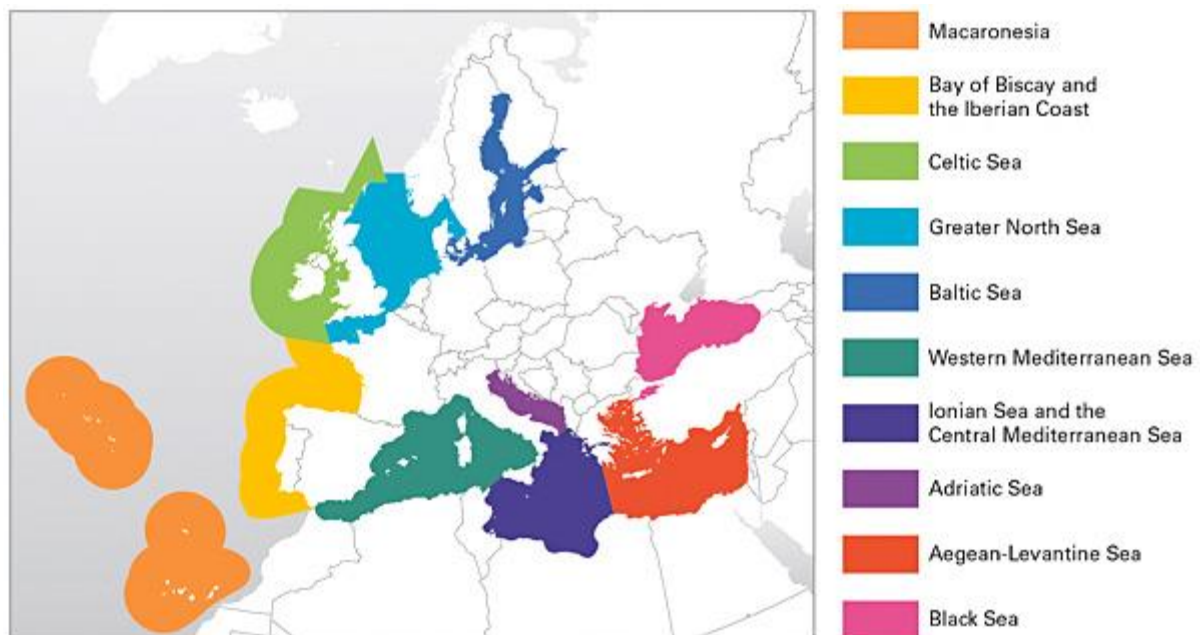 Macaronesia
Bay of Biscay and
the Iberian Coast
Celtic Sea
Greater North Sea
Baltic Sea
Western Mediterranean Sea
Ionian Sea and the
Central Mediterranean Sea
Adriatic Sea
Aegean-Levantine Sea
Black Sea